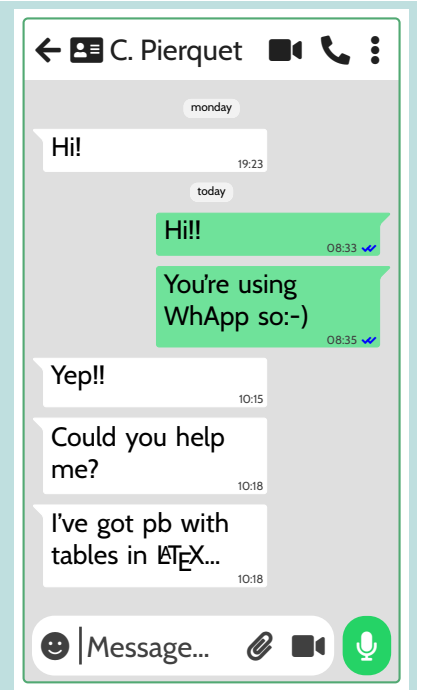 C. Pierquet
monday
Hi!
19:23
today
Hi!!
08:33
You're using
WhApp so:-)
08:35
Yep!!
10:15
Could you help
me?
10:18
I've got pb with
tables in LATEX...
10:18
Message...